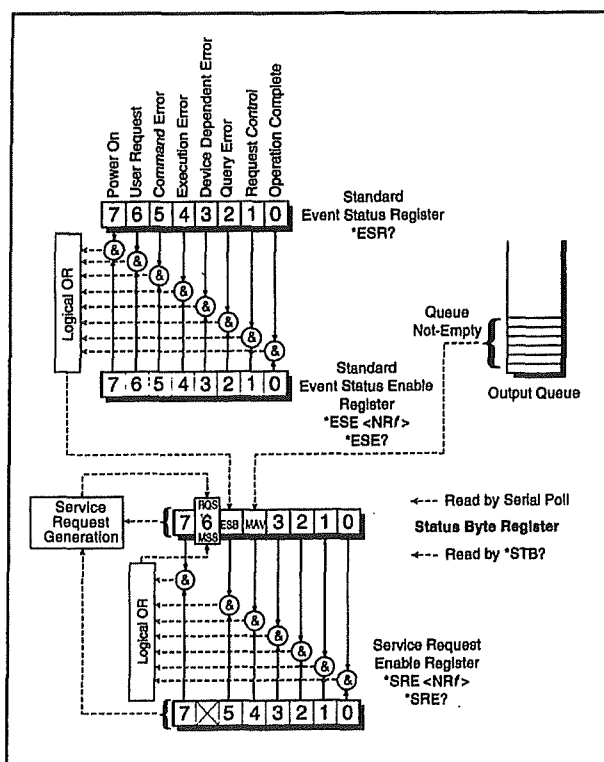 Power On
User Request
Command Error
Execution Error
Device Dependent Error
Query Error
Request Control
Operation Complete
7 6 5 4 3 2 1 0
Standard
Event Status Register
*ESR?
& & & & & & & &
Logical OR
Queue
Not-Empty
Output Queue
7 6 5 4 3 2 1 0
Standard
Event Status Enable
Register
*ESE <NRf>
*ESE?
Service
Request
Generation
RQS
7 6 ESB MAV 3 2 1 0
MSS
Read by Serial Poll
Status Byte Register
Read by *STB?
& & & & & & &
Logical OR
Service Request
Enable Register
*SRE <NRf>
*SRE?
7 5 4 3 2 1 0